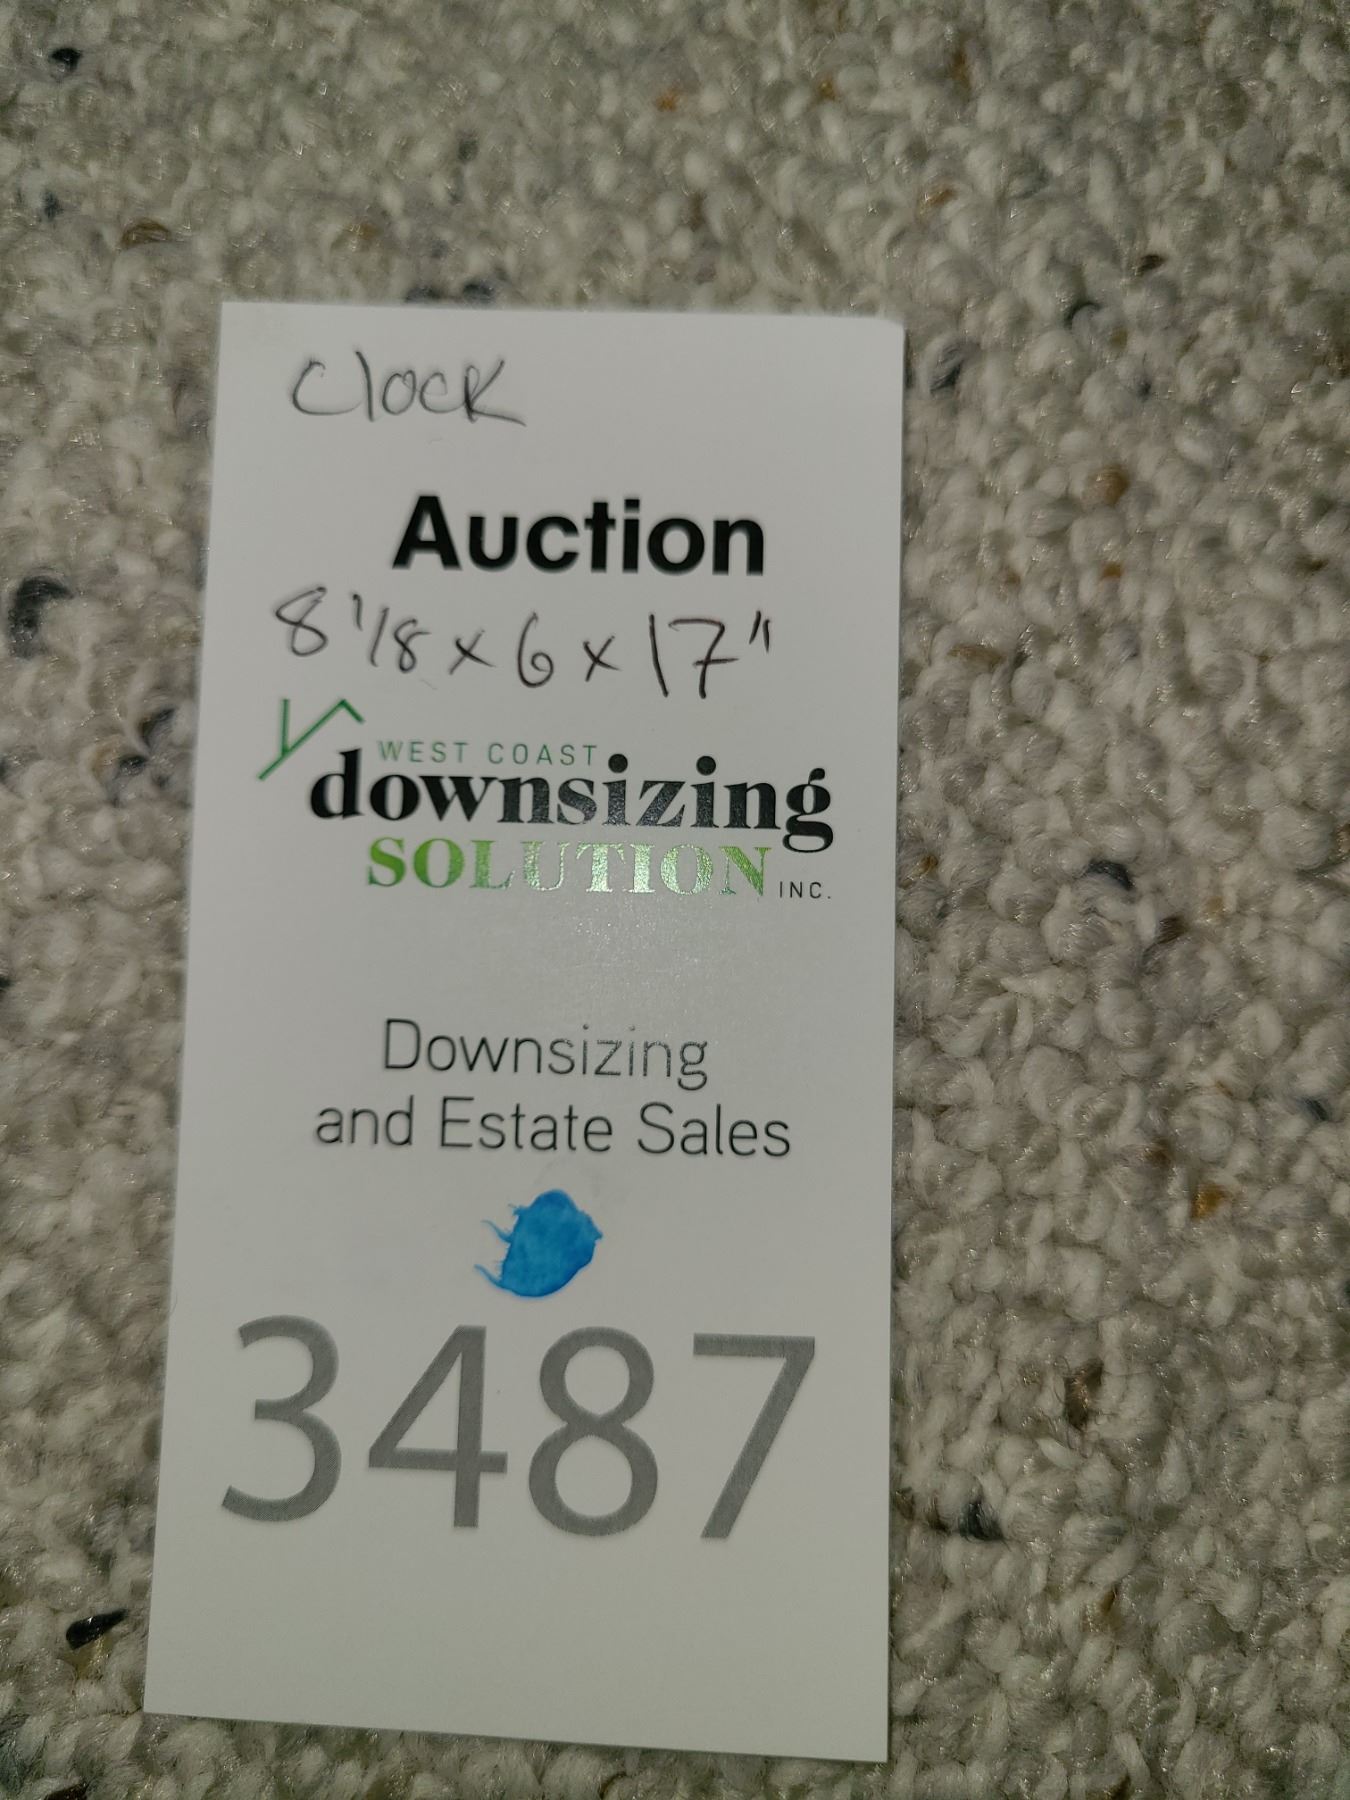 Clock
Auction
8 1/8 x 6 x 17"
WEST COAST
downsizing
SOLUTION INC.
Downsizing
and Estate Sales
3487